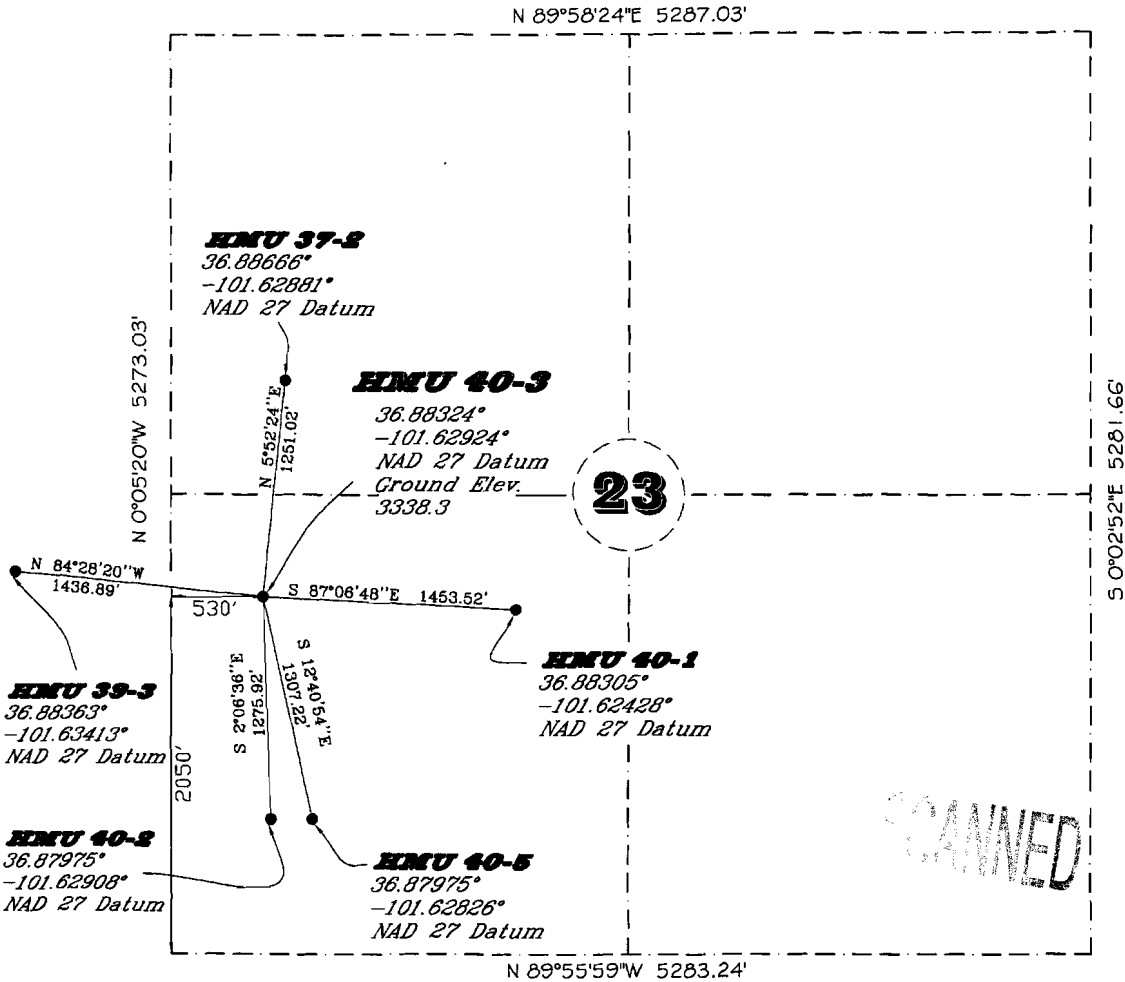 N 89°58'24"E 5287.03'
HMU 37-2
36.88666°
-101.62881°
NAD 27 Datum
N 0°05'20"W 5273.03'
N 5°52'24"E
1251.02'
HMU 40-3
36.88324°
-101.62924°
NAD 27 Datum
Ground Elev.
3338.3
23
S 0°02'52"E 5281.66'
N 84°28'20"W
1436.89'
530'
S 87°06'48"E 1453.52'
HMU 39-3
36.88363°
-101.63413°
NAD 27 Datum
S 2°06'36"E
1275.92'
S 12°40'54"E
1307.22'
HMU 40-1
36.88305°
-101.62428°
NAD 27 Datum
2050'
HMU 40-2
36.87975°
-101.62908°
NAD 27 Datum
HMU 40-5
36.87975°
-101.62826°
NAD 27 Datum
SCANNED
N 89°55'59"W 5283.24'